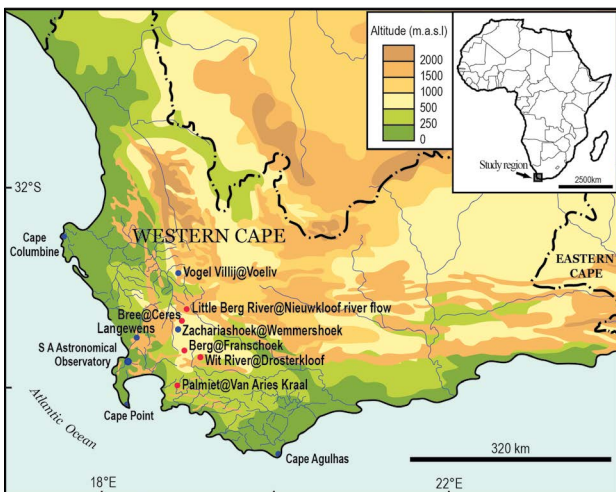 Altitude (m.a.s.l)
2000
1500
1000
500
250
0
Study region
2500km
32°S
Cape
Columbine
WESTERN CAPE
EASTERN
CAPE
Vogel Villij@Voeliv
Little Berg River@Nieuwkloof river flow
Bree@Ceres
Langewens
Zachariashoek@Wemmershoek
S A Astronomical
Observatory
Berg@Franschoek
Wit River@Drosterkloof
Palmiet@Van Aries Kraal
Atlantic Ocean
Cape Point
Cape Agulhas
320 km
18°E
22°E